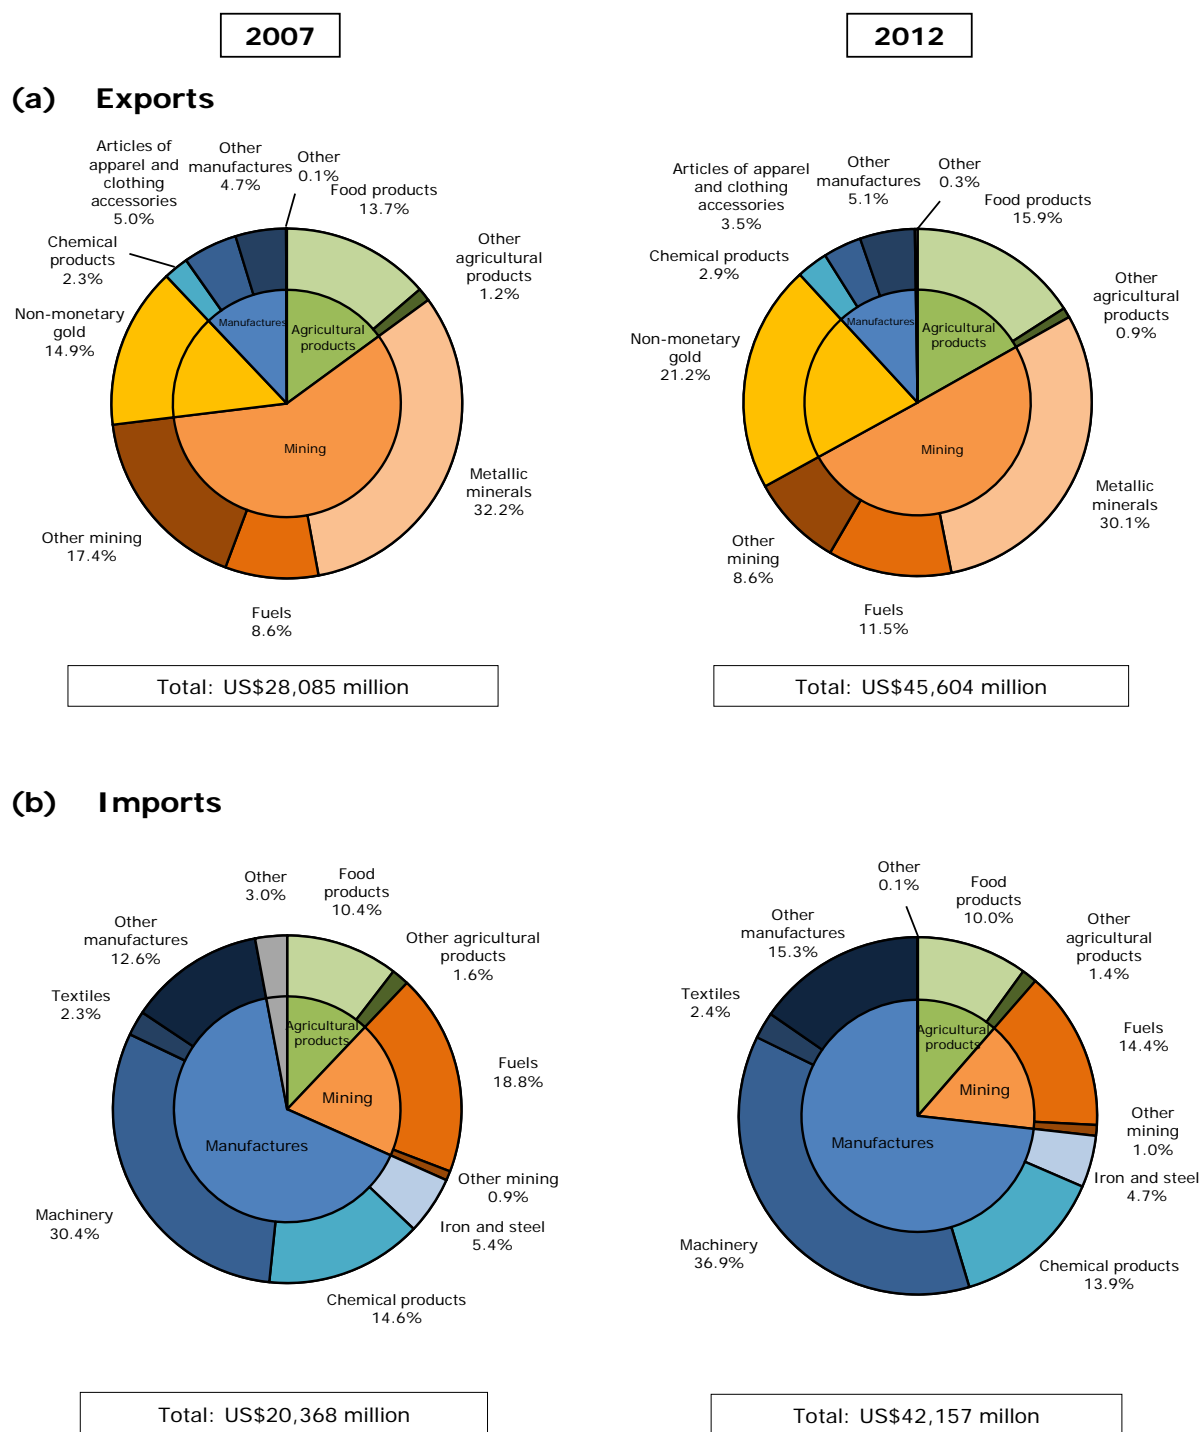 2007
2012
(a) Exports
Articles of
apparel and
clothing
accessories
5.0%
Other
manufactures
4.7%
Other
0.1%
Food products
13.7%
Other
agricultural
products
1.2%
Chemical
products
2.3%
Non-monetary
gold
14.9%
Manufactures
Agricultural
products
Mining
Metallic
minerals
32.2%
Other mining
17.4%
Fuels
8.6%
Total: US$28,085 million
Articles of apparel
and clothing
accessories
3.5%
Other
manufactures
5.1%
Other
0.3%
Food products
15.9%
Other
agricultural
products
0.9%
Chemical products
2.9%
Non-monetary
gold
21.2%
Manufactures
Agricultural
products
Mining
Metallic
minerals
30.1%
Other
mining
8.6%
Fuels
11.5%
Total: US$45,604 million
(b) Imports
Other
3.0%
Food
products
10.4%
Other
manufactures
12.6%
Other agricultural
products
1.6%
Textiles
2.3%
Agricultural
products
Fuels
18.8%
Mining
Manufactures
Other mining
0.9%
Machinery
30.4%
Iron and steel
5.4%
Chemical products
14.6%
Total: US$20,368 million
Other
0.1%
Food
products
10.0%
Other
manufactures
15.3%
Other
agricultural
products
1.4%
Textiles
2.4%
Agricultural
products
Fuels
14.4%
Mining
Manufactures
Other
mining
1.0%
Iron and steel
4.7%
Machinery
36.9%
Chemical products
13.9%
Total: US$42,157 millon